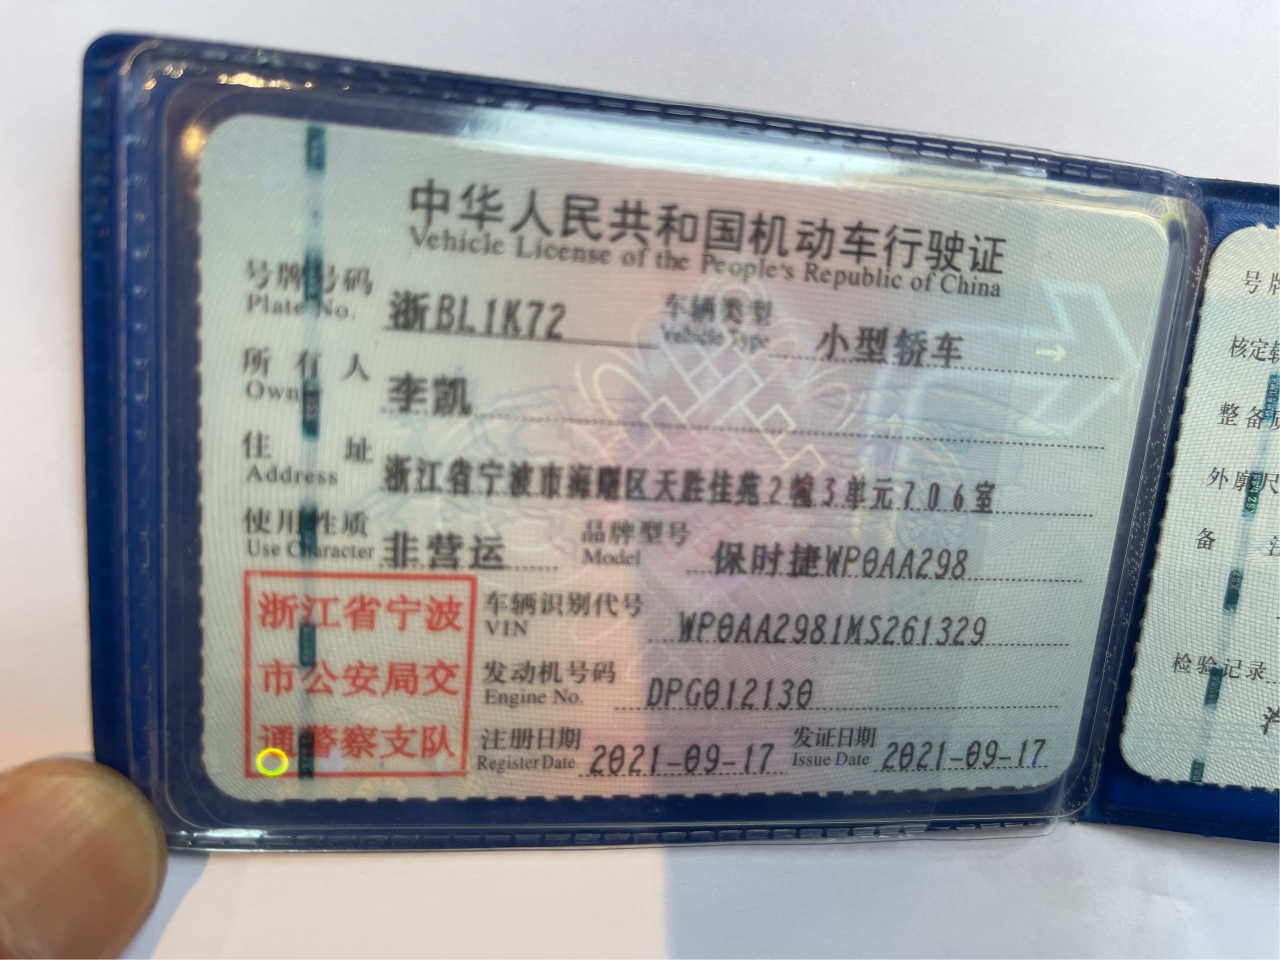 中华人民共和国机动车行驶证
Vehicle License of the People's Republic of China
号牌号码 浙BL1K72 车辆类型 小型轿车
Plate No. Vehicle Type
所有人 李凯
Owner
住址 浙江省宁波市海曙区天胜佳苑2幢3单元706室
Address
使用性质 非营运 品牌型号 保时捷WP0AA298
Use Character Model
浙江省宁波
市公安局交
通警察支队
车辆识别代号 WP0AA2981MS261329
VIN
发动机号码 DPG012130
Engine No.
注册日期 2021-09-17 发证日期 2021-09-17
Register Date Issue Date
号牌
核定
整备
外廓尺
备
检验记录